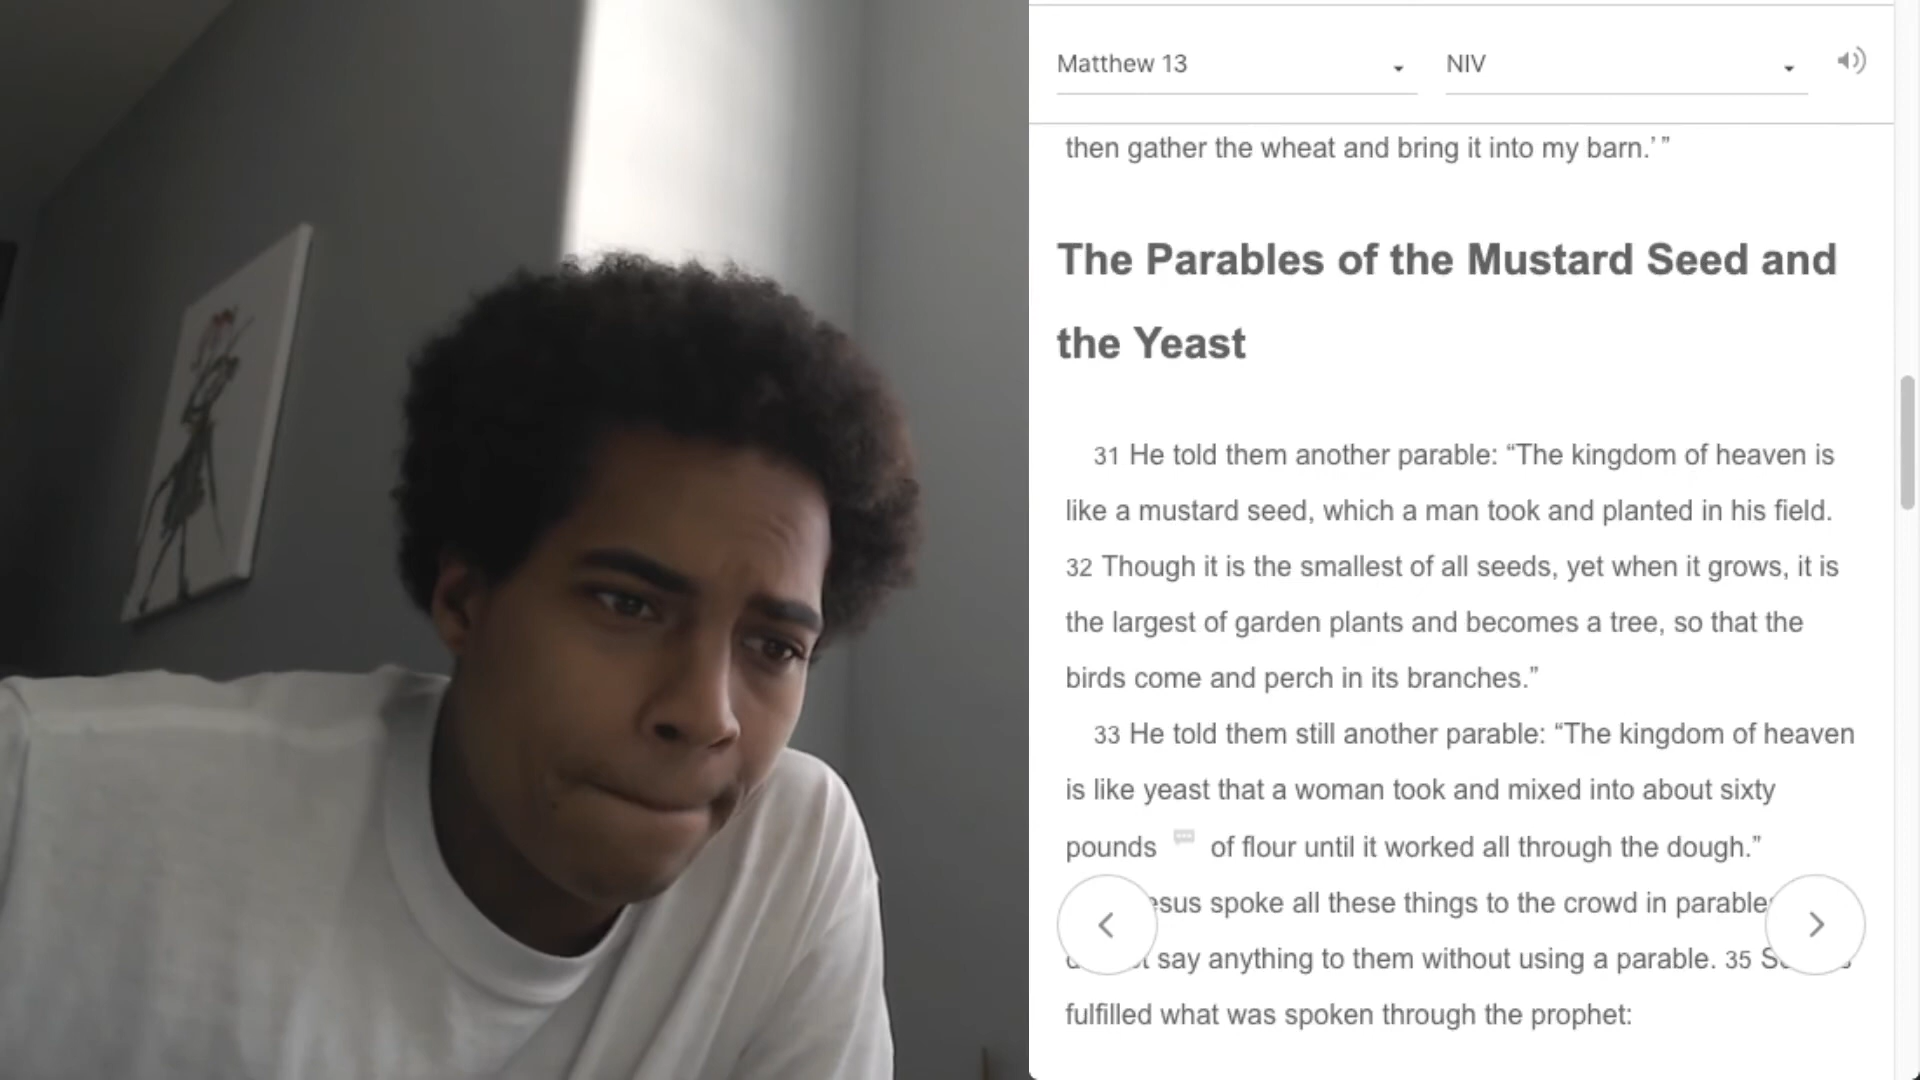 Matthew 13
NIV
then gather the wheat and bring it into my barn.’ ”
The Parables of the Mustard Seed and
the Yeast
31 He told them another parable: “The kingdom of heaven is
like a mustard seed, which a man took and planted in his field.
32 Though it is the smallest of all seeds, yet when it grows, it is
the largest of garden plants and becomes a tree, so that the
birds come and perch in its branches.”
33 He told them still another parable: “The kingdom of heaven
is like yeast that a woman took and mixed into about sixty
pounds of flour until it worked all through the dough.”
spoke all these things to the crowd in
say anything to them without using a parable. 35
fulfilled what was spoken through the prophet: